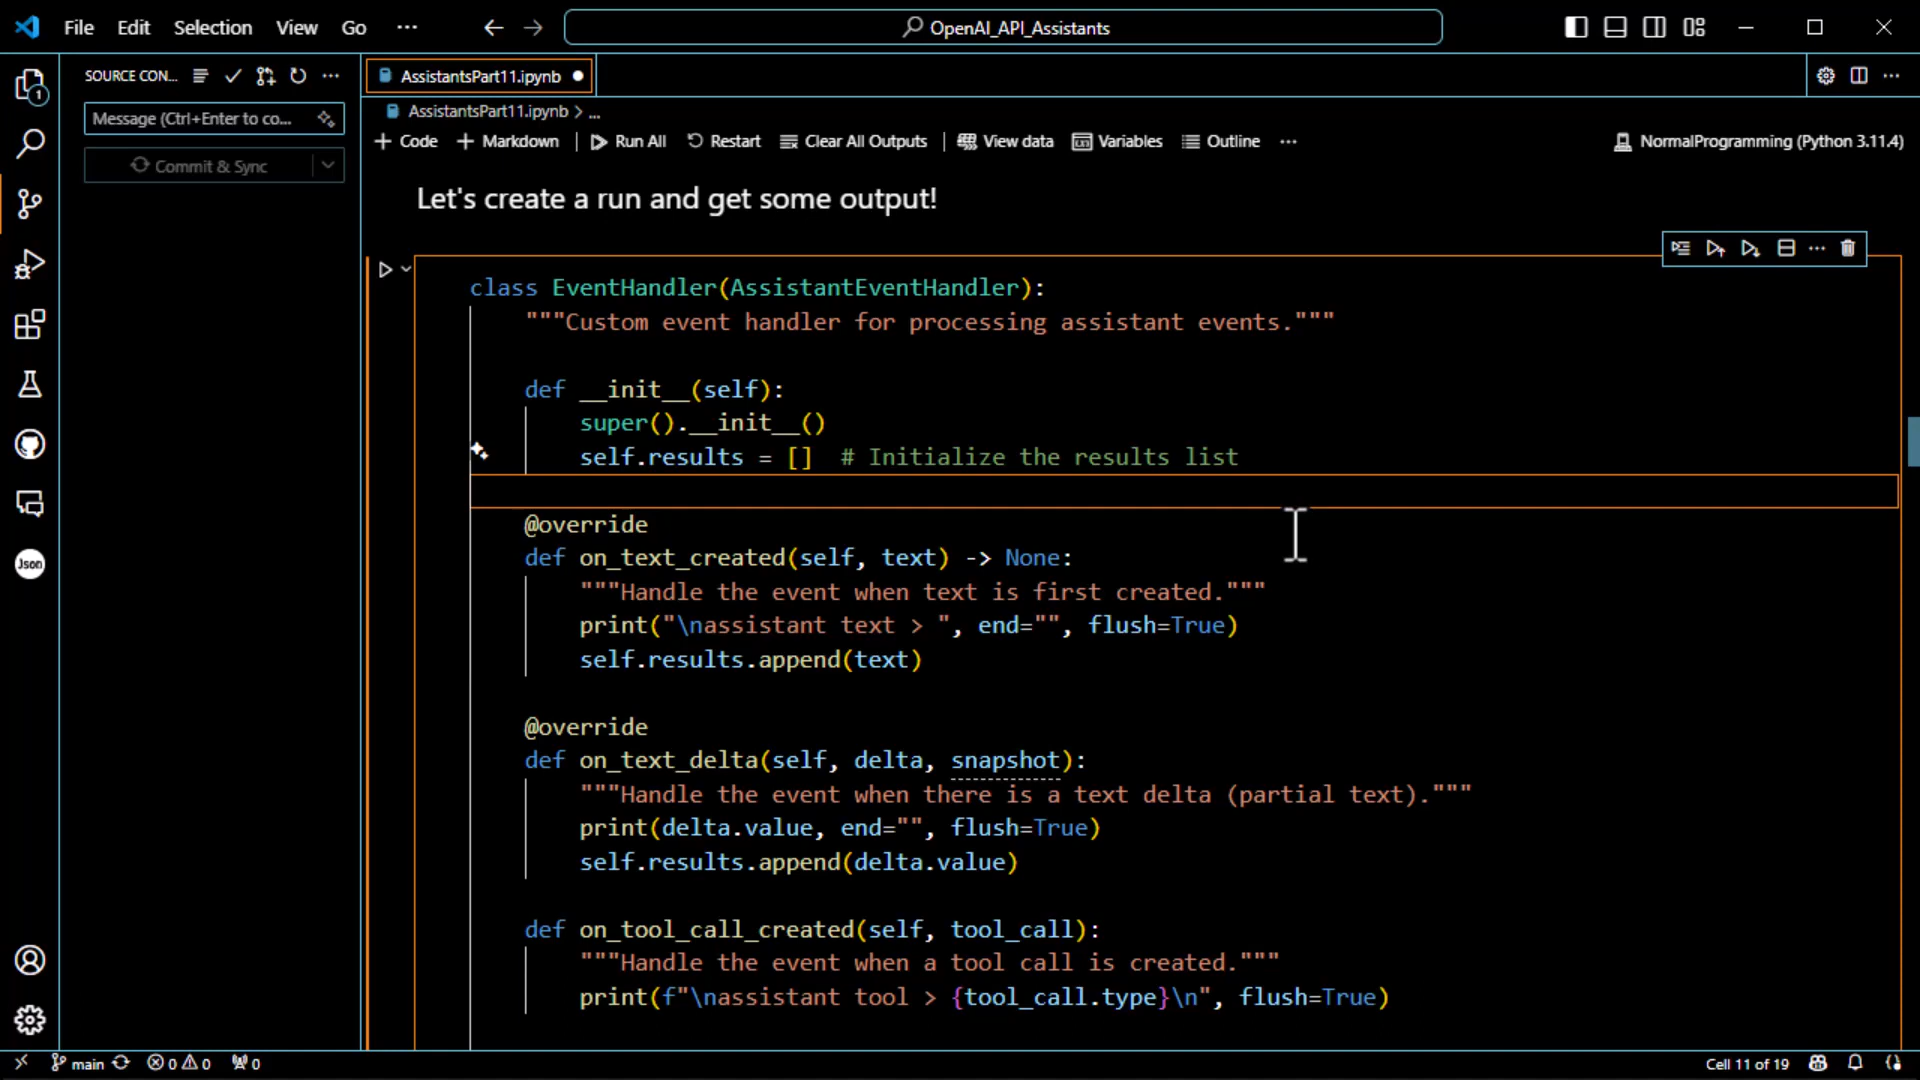 File Edit Selection View Go ··· OpenAI_API_Assistants
SOURCE CON... ···
AssistantsPart11.ipynb
AssistantsPart11.ipynb > ...
Message (Ctrl+Enter to co...
Commit & Sync
+ Code + Markdown | Run All Restart Clear All Outputs | View data Variables Outline ··· NormalProgramming (Python 3.11.4)
1
Json
Let's create a run and get some output!
class EventHandler(AssistantEventHandler):
"""Custom event handler for processing assistant events."""
def __init__(self):
super().__init__()
self.results = [] # Initialize the results list
@override
def on_text_created(self, text) -> None:
"""Handle the event when text is first created."""
print("\nassistant text > ", end="", flush=True)
self.results.append(text)
@override
def on_text_delta(self, delta, snapshot):
"""Handle the event when there is a text delta (partial text)."""
print(delta.value, end="", flush=True)
self.results.append(delta.value)
def on_tool_call_created(self, tool_call):
"""Handle the event when a tool call is created."""
print(f"\nassistant tool > {tool_call.type}\n", flush=True)
main 0 0 0 Cell 11 of 19